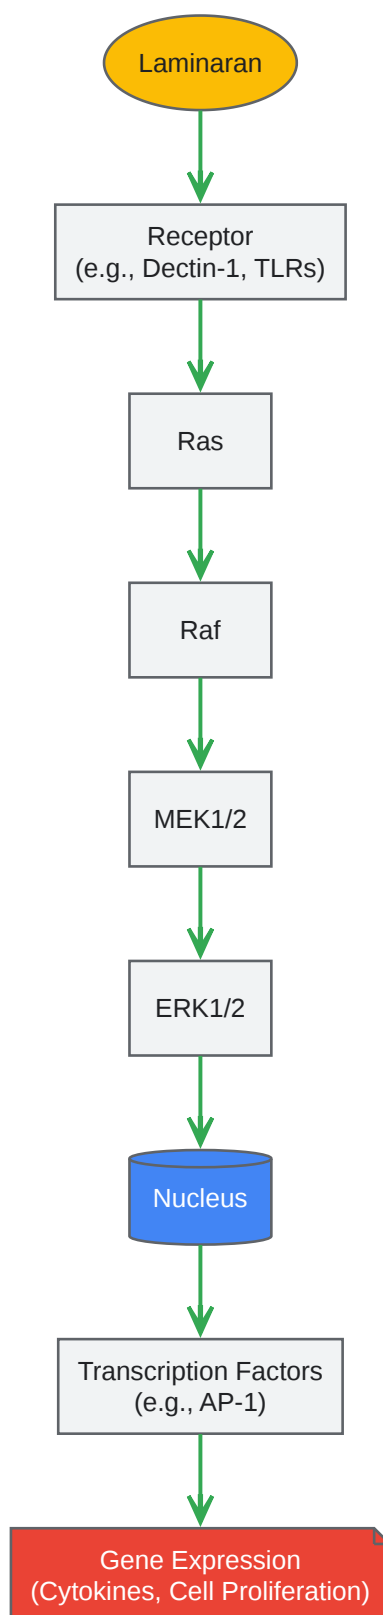 Laminaran
Receptor
(e.g., Dectin-1, TLRs)
Ras
Raf
MEK1/2
ERK1/2
Nucleus
Transcription Factors
(e.g., AP-1)
Gene Expression
(Cytokines, Cell Proliferation)